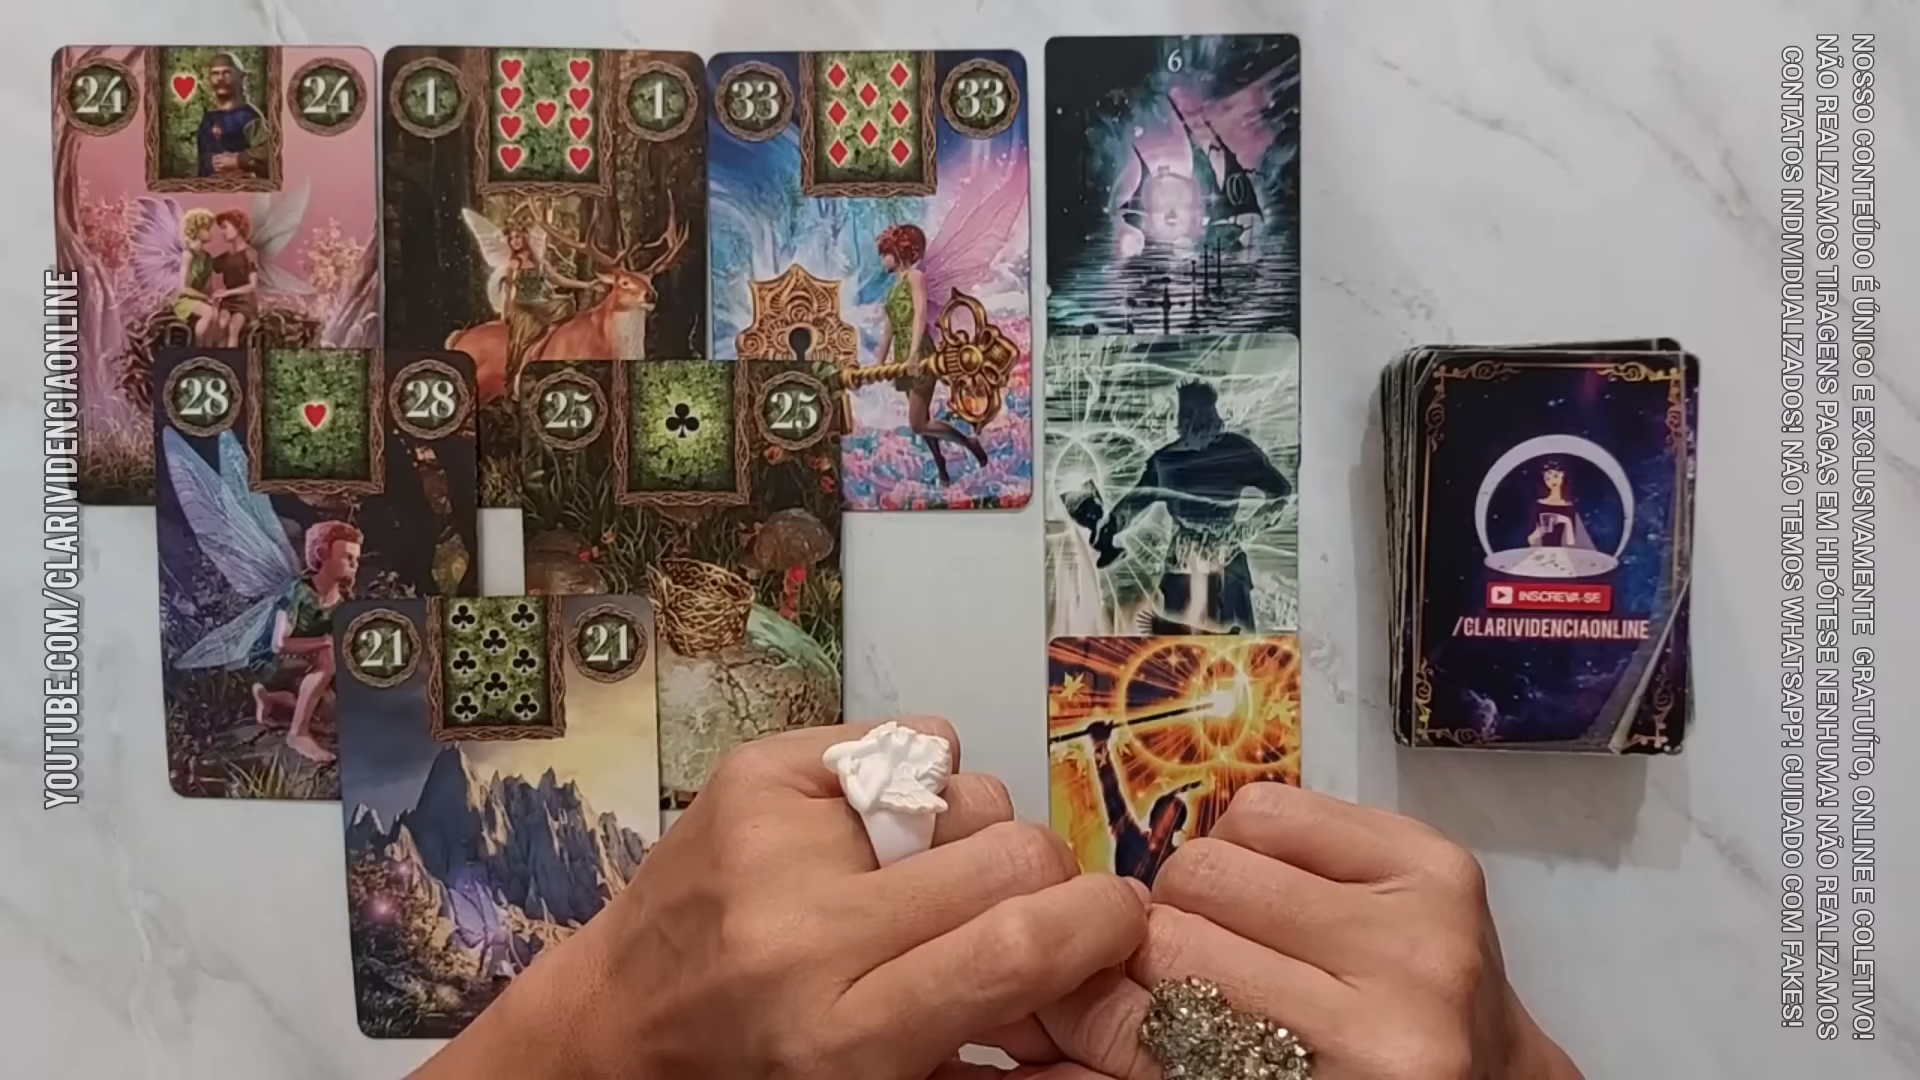 24 24
1 1
33 33
6
28 28
25 25
21 21
INSCREVA-SE
/CLARIVIDENCIAONLINE
YOUTUBE.COM/CLARIVIDENCIAONLINE
NOSSO CONTEÚDO É ÚNICO E EXCLUSIVAMENTE GRATUÍTO, ONLINE E COLETIVO!
NÃO REALIZAMOS TIRAGENS PAGAS EM HIPÓTESE NENHUMA! NÃO REALIZAMOS
CONTATOS INDIVIDUALIZADOS! NÃO TEMOS WHATSAPP! CUIDADO COM FAKES!